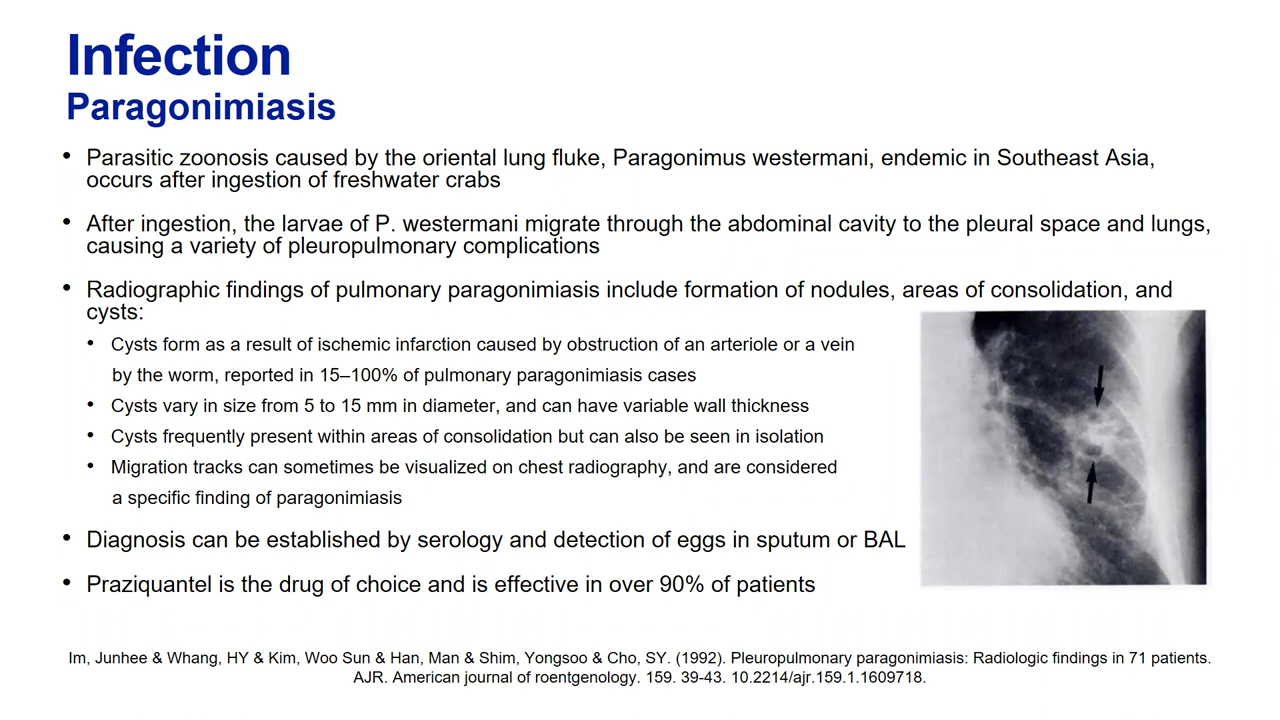 Infection
Paragonimiasis
• Parasitic zoonosis caused by the oriental lung fluke, Paragonimus westermani, endemic in Southeast Asia,
occurs after ingestion of freshwater crabs
• After ingestion, the larvae of P. westermani migrate through the abdominal cavity to the pleural space and lungs,
causing a variety of pleuropulmonary complications
• Radiographic findings of pulmonary paragonimiasis include formation of nodules, areas of consolidation, and
cysts:
• Cysts form as a result of ischemic infarction caused by obstruction of an arteriole or a vein
by the worm, reported in 15–100% of pulmonary paragonimiasis cases
• Cysts vary in size from 5 to 15 mm in diameter, and can have variable wall thickness
• Cysts frequently present within areas of consolidation but can also be seen in isolation
• Migration tracks can sometimes be visualized on chest radiography, and are considered
a specific finding of paragonimiasis
• Diagnosis can be established by serology and detection of eggs in sputum or BAL
• Praziquantel is the drug of choice and is effective in over 90% of patients
Im, Junhee & Whang, HY & Kim, Woo Sun & Han, Man & Shim, Yongsoo & Cho, SY. (1992). Pleuropulmonary paragonimiasis: Radiologic findings in 71 patients.
AJR. American journal of roentgenology. 159. 39-43. 10.2214/ajr.159.1.1609718.